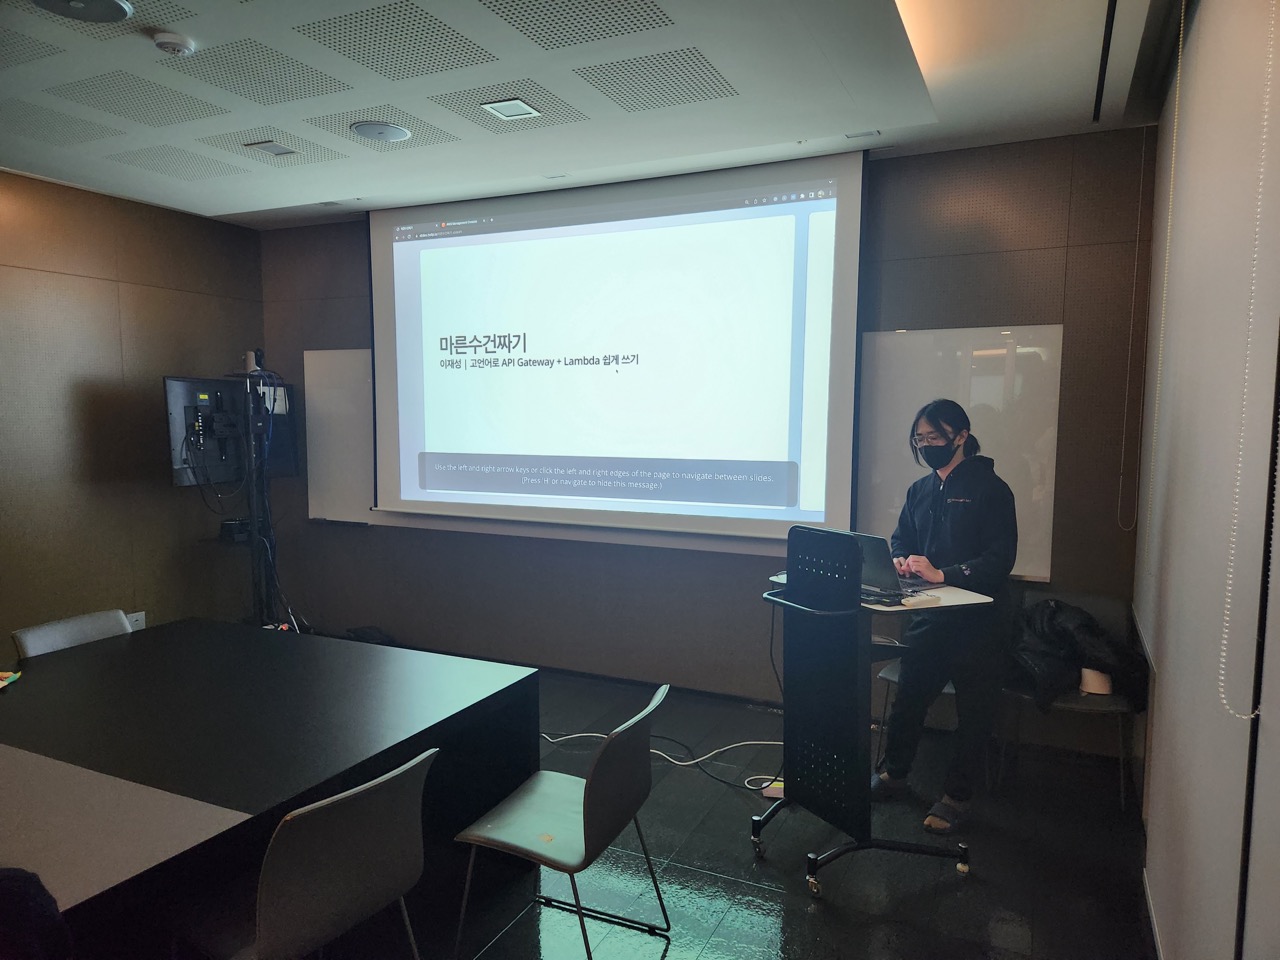 마른수건짜기
이재성 | 고언어로 API Gateway + Lambda 쉽게 쓰기
Use the left and right arrow keys or click the left and right edges of the page to navigate between slides.
(Press 'H' or navigate to hide this message.)